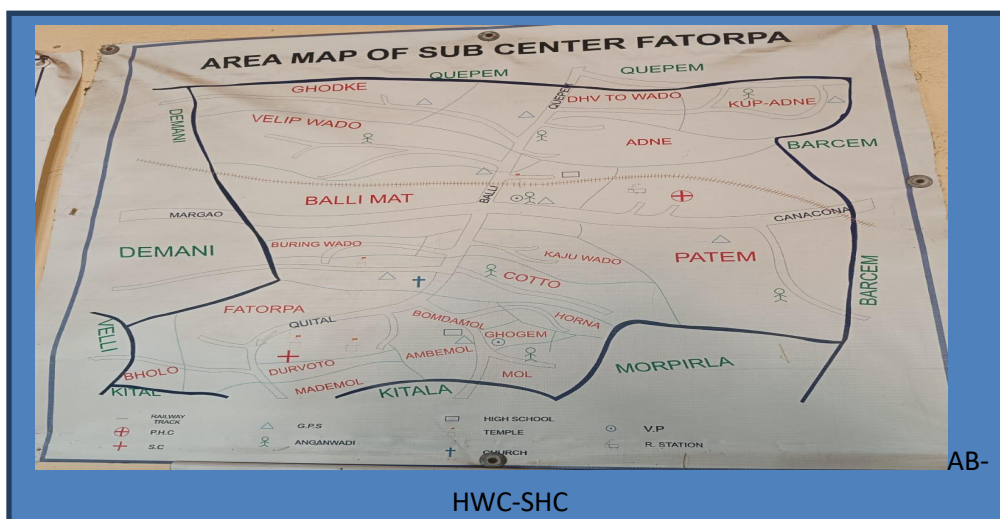 AREA MAP OF SUB CENTER FATORPA
QUEPEM
QUEPEM
GHODKE
QUEPEM
DHV TO WADO
KUP-ADNE
DEMANI
VELIP WADO
ADNE
BARCEM
BALLI MAT
BALLI
MARGAO
CANACONA
DEMANI
BURING WADO
KAJU WADO
PATEM
COTTO
BARCEM
FATORPA
QUITAL
BOMDAMOL
HORNA
VELLI
GHOGEM
AMBEMOL
BHOLO
DURVOTO
MOL
MORPIRLA
KITAL
MADEMOL
KITALA
RAILWAY
TRACK
P.H.C
S.C
G.P.S
ANGANWADI
HIGH SCHOOL
TEMPLE
CHURCH
V.P
R. STATION
AB-
HWC-SHC